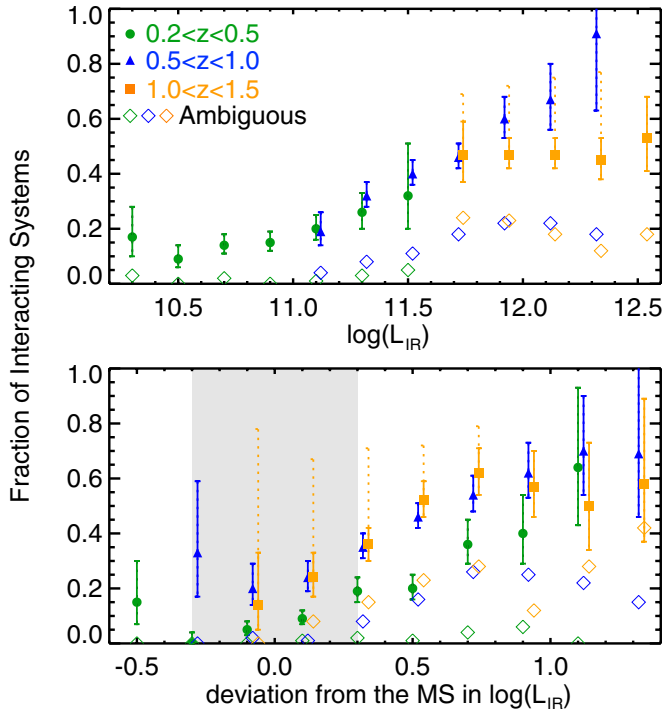 1.0
0.8
0.6
0.4
0.2
0.0
0.2<z<0.5
0.5<z<1.0
1.0<z<1.5
Ambiguous
10.5 11.0 11.5 12.0 12.5
log(L_IR)
Fraction of Interacting Systems
1.0
0.8
0.6
0.4
0.2
0.0
-0.5 0.0 0.5 1.0
deviation from the MS in log(L_IR)